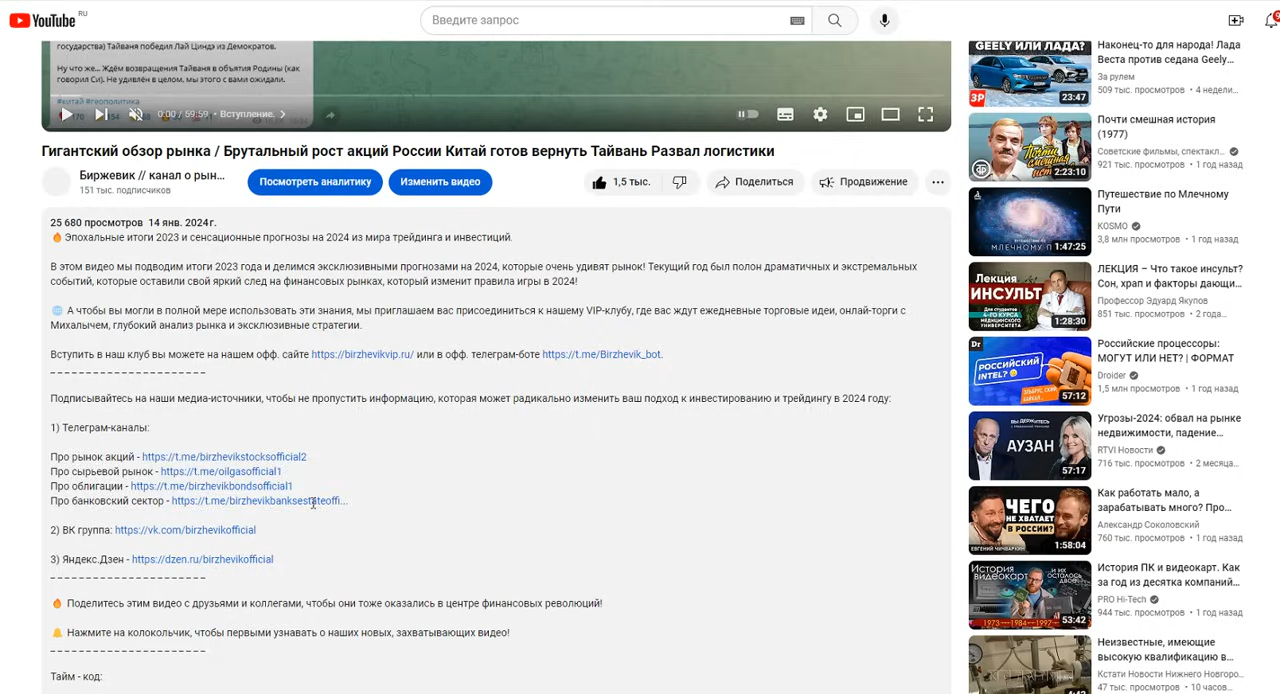 YouTube RU
Введите запрос
государства) Тайваня победил Лай Циндэ из Демократов.
Ну что же... Ждём возвращения Тайваня в объятия Родины (как
говорил Си). Не удивлён в целом, мы этого с вами ожидали.
#китай #геополитика
0:00 / 59:59 • Вступление.
Гигантский обзор рынка / Брутальный рост акций России Китай готов вернуть Тайвань Развал логистики
Биржевик // канал о рын...
151 тыс. подписчиков
Посмотреть аналитику
Изменить видео
1,5 тыс.
Поделиться
Продвижение
25 680 просмотров 14 янв. 2024 г.
🔥 Эпохальные итоги 2023 и сенсационные прогнозы на 2024 из мира трейдинга и инвестиций.
В этом видео мы подводим итоги 2023 года и делимся эксклюзивными прогнозами на 2024, которые очень удивят рынок! Текущий год был полон драматичных и экстремальных
событий, которые оставили свой яркий след на финансовых рынках, который изменит правила игры в 2024!
🌐 А чтобы вы могли в полной мере использовать эти знания, мы приглашаем вас присоединиться к нашему VIP-клубу, где вас ждут ежедневные торговые идеи, онлай-торги с
Михалычем, глубокий анализ рынка и эксклюзивные стратегии.
Вступить в наш клуб вы можете на нашем офф. сайте https://birzhevikvip.ru/ или в офф. телеграм-боте https://t.me/Birzhevik_bot.
_ _ _ _ _ _ _ _ _ _ _ _ _ _ _ _ _ _ _ _ _
Подписывайтесь на наши медиа-источники, чтобы не пропустить информацию, которая может радикально изменить ваш подход к инвестированию и трейдингу в 2024 году:
1) Телеграм-каналы:
Про рынок акций - https://t.me/birzhevikstocksofficial2
Про сырьевой рынок - https://t.me/oilgasofficial1
Про облигации - https://t.me/birzhevikbondsofficial1
Про банковский сектор - https://t.me/birzhevikbanksestateoffi...
2) ВК группа: https://vk.com/birzhevikofficial
3) Яндекс.Дзен - https://dzen.ru/birzhevikofficial
_ _ _ _ _ _ _ _ _ _ _ _ _ _ _ _ _ _ _ _ _
🔥 Поделитесь этим видео с друзьями и коллегами, чтобы они тоже оказались в центре финансовых революций!
🔔 Нажмите на колокольчик, чтобы первыми узнавать о наших новых, захватывающих видео!
_ _ _ _ _ _ _ _ _ _ _ _ _ _ _ _ _ _ _ _ _
Тайм - код:
GEELY ИЛИ ЛАДА?
ЗР
23:47
Наконец-то для народа! Лада
Веста против седана Geely...
За рулем
509 тыс. просмотров • 4 недели...
2:23:10
Почти смешная история
(1977)
Советские фильмы, спектакл...
921 тыс. просмотров • 1 год назад
МЛЕЧНОМУ П
1:47:25
Путешествие по Млечному
Пути
KOSMO
3,8 млн просмотров • 1 год назад
Лекция
ИНСУЛЬТ
1:28:30
ЛЕКЦИЯ – Что такое инсульт?
Сон, храп и факторы дающи...
Профессор Эдуард Якупов
851 тыс. просмотров • 2 года...
Dr
РОССИЙСКИЙ
INTEL?
57:12
Российские процессоры:
МОГУТ ИЛИ НЕТ? | ФОРМАТ
Droider
1,5 млн просмотров • 1 год назад
АУЗАН
57:17
Угрозы-2024: обвал на рынке
недвижимости, падение...
RTVI Новости
716 тыс. просмотров • 2 месяца...
ЧЕГО
НЕ ХВАТАЕТ
В РОССИИ?
ЕВГЕНИЙ ЧИЧВАРКИН
1:58:04
Как работать мало, а
зарабатывать много? Про...
Александр Соколовский
760 тыс. просмотров • 1 год назад
История
ВИДЕОКАРТ
...и их
осталось
двое
1973—1984—1997
53:42
История ПК и видеокарт. Как
за год из десятка компаний...
PRO Hi-Tech
944 тыс. просмотров • 1 год назад
Неизвестные, имеющие
высокую квалификацию в...
Кстати Новости Нижнего Новгоро...
47 тыс. просмотров • 10 часов...